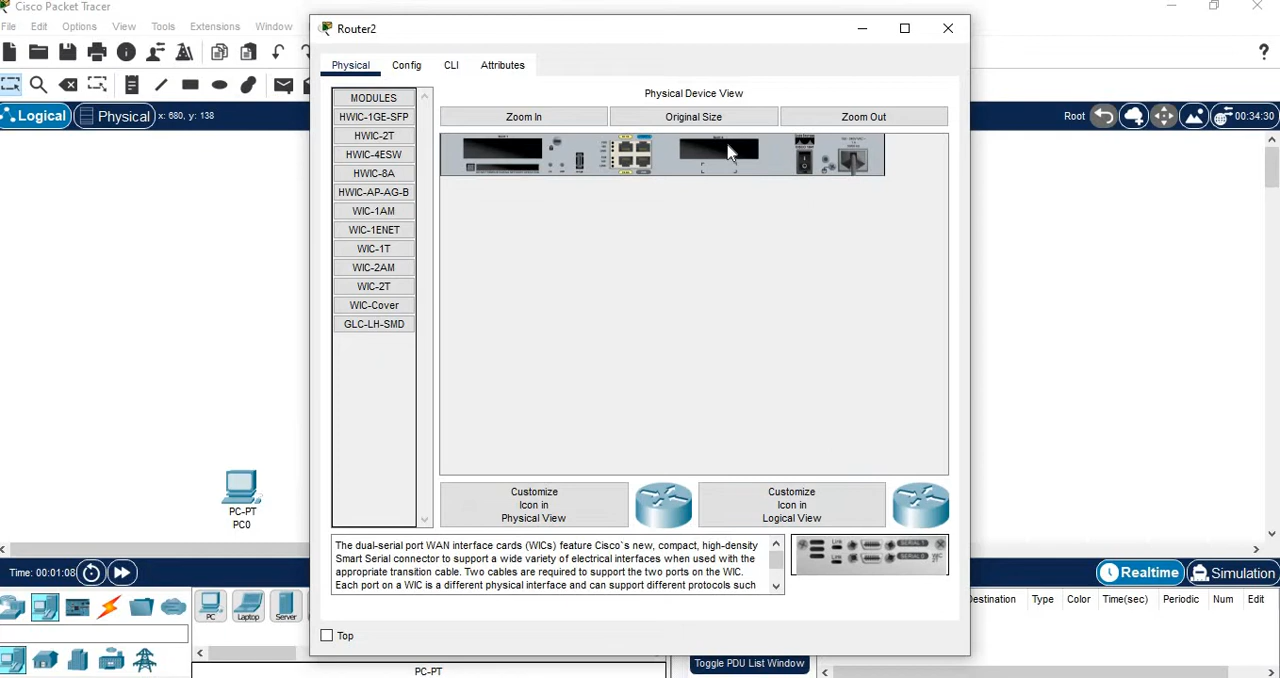 Cisco Packet Tracer
File Edit Options View Tools Extensions Window
Logical Physical x: 680, y: 138
Root 00:34:30
Router2
Physical Config CLI Attributes
MODULES
HWIC-1GE-SFP
HWIC-2T
HWIC-4ESW
HWIC-8A
HWIC-AP-AG-B
WIC-1AM
WIC-1ENET
WIC-1T
WIC-2AM
WIC-2T
WIC-Cover
GLC-LH-SMD
Physical Device View
Zoom In Original Size Zoom Out
Customize
Icon in
Physical View
Customize
Icon in
Logical View
The dual-serial port WAN interface cards (WICs) feature Cisco`s new, compact, high-density
Smart Serial connector to support a wide variety of electrical interfaces when used with the
appropriate transition cable. Two cables are required to support the two ports on the WIC.
Each port on a WIC is a different physical interface and can support different protocols such
Top
PC-PT
PC0
Time: 00:01:08
Realtime Simulation
PC Laptop Server
Destination Type Color Time(sec) Periodic Num Edit
PC-PT
Toggle PDU List Window